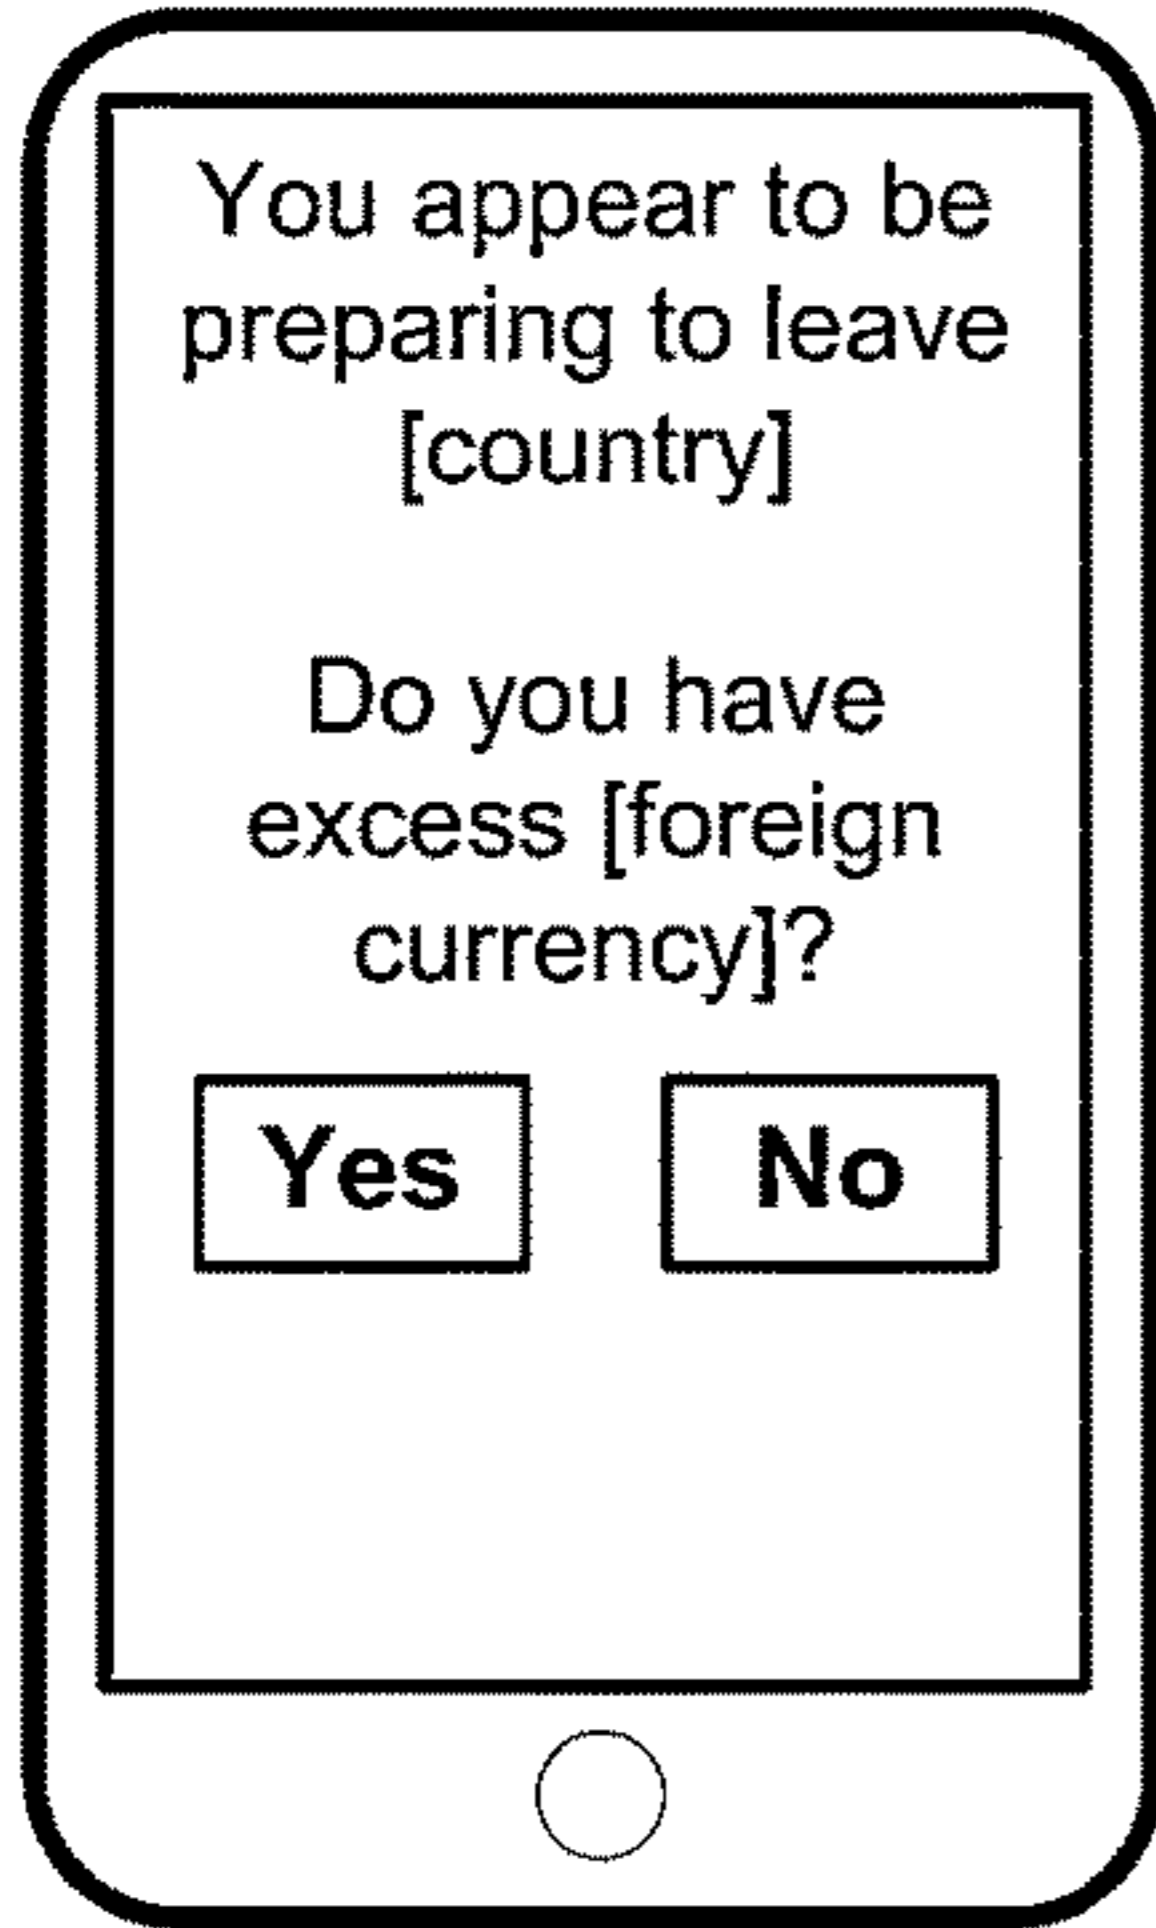 You appear to be
preparing to leave
[country]
Do you have
excess [foreign
currency]?
Yes No